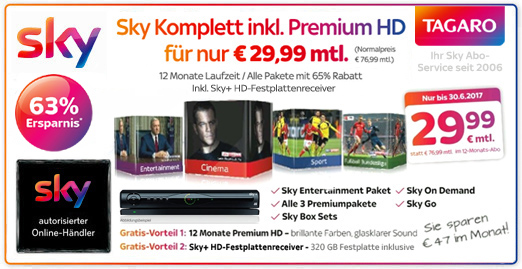 sky
Sky Komplett inkl. Premium HD
für nur € 29,99 mtl.
(Normalpreis
€ 76,99 mtl.)
12 Monate Laufzeit / Alle Pakete mit 65% Rabatt
Inkl. Sky+ HD-Festplattenreceiver
TAGARO
Ihr Sky Abo-
Service seit 2006
63%
Ersparnis*
Nur bis 30.6.2017
29 99
€ mtl.
statt € 76,99 mtl. im 12-Monats-Abo
Entertainment
Cinema
Sport
Fussball Bundesliga
sky
autorisierter
Online-Händler
Sky Entertainment Paket
Sky On Demand
Alle 3 Premiumpakete
Sky Go
Sky Box Sets
Gratis-Vorteil 1: 12 Monate Premium HD – brillante Farben, glasklarer Sound
Gratis-Vorteil 2: Sky+ HD-Festplattenreceiver - 320 GB Festplatte inklusive
Sie sparen
€ 47 im Monat!